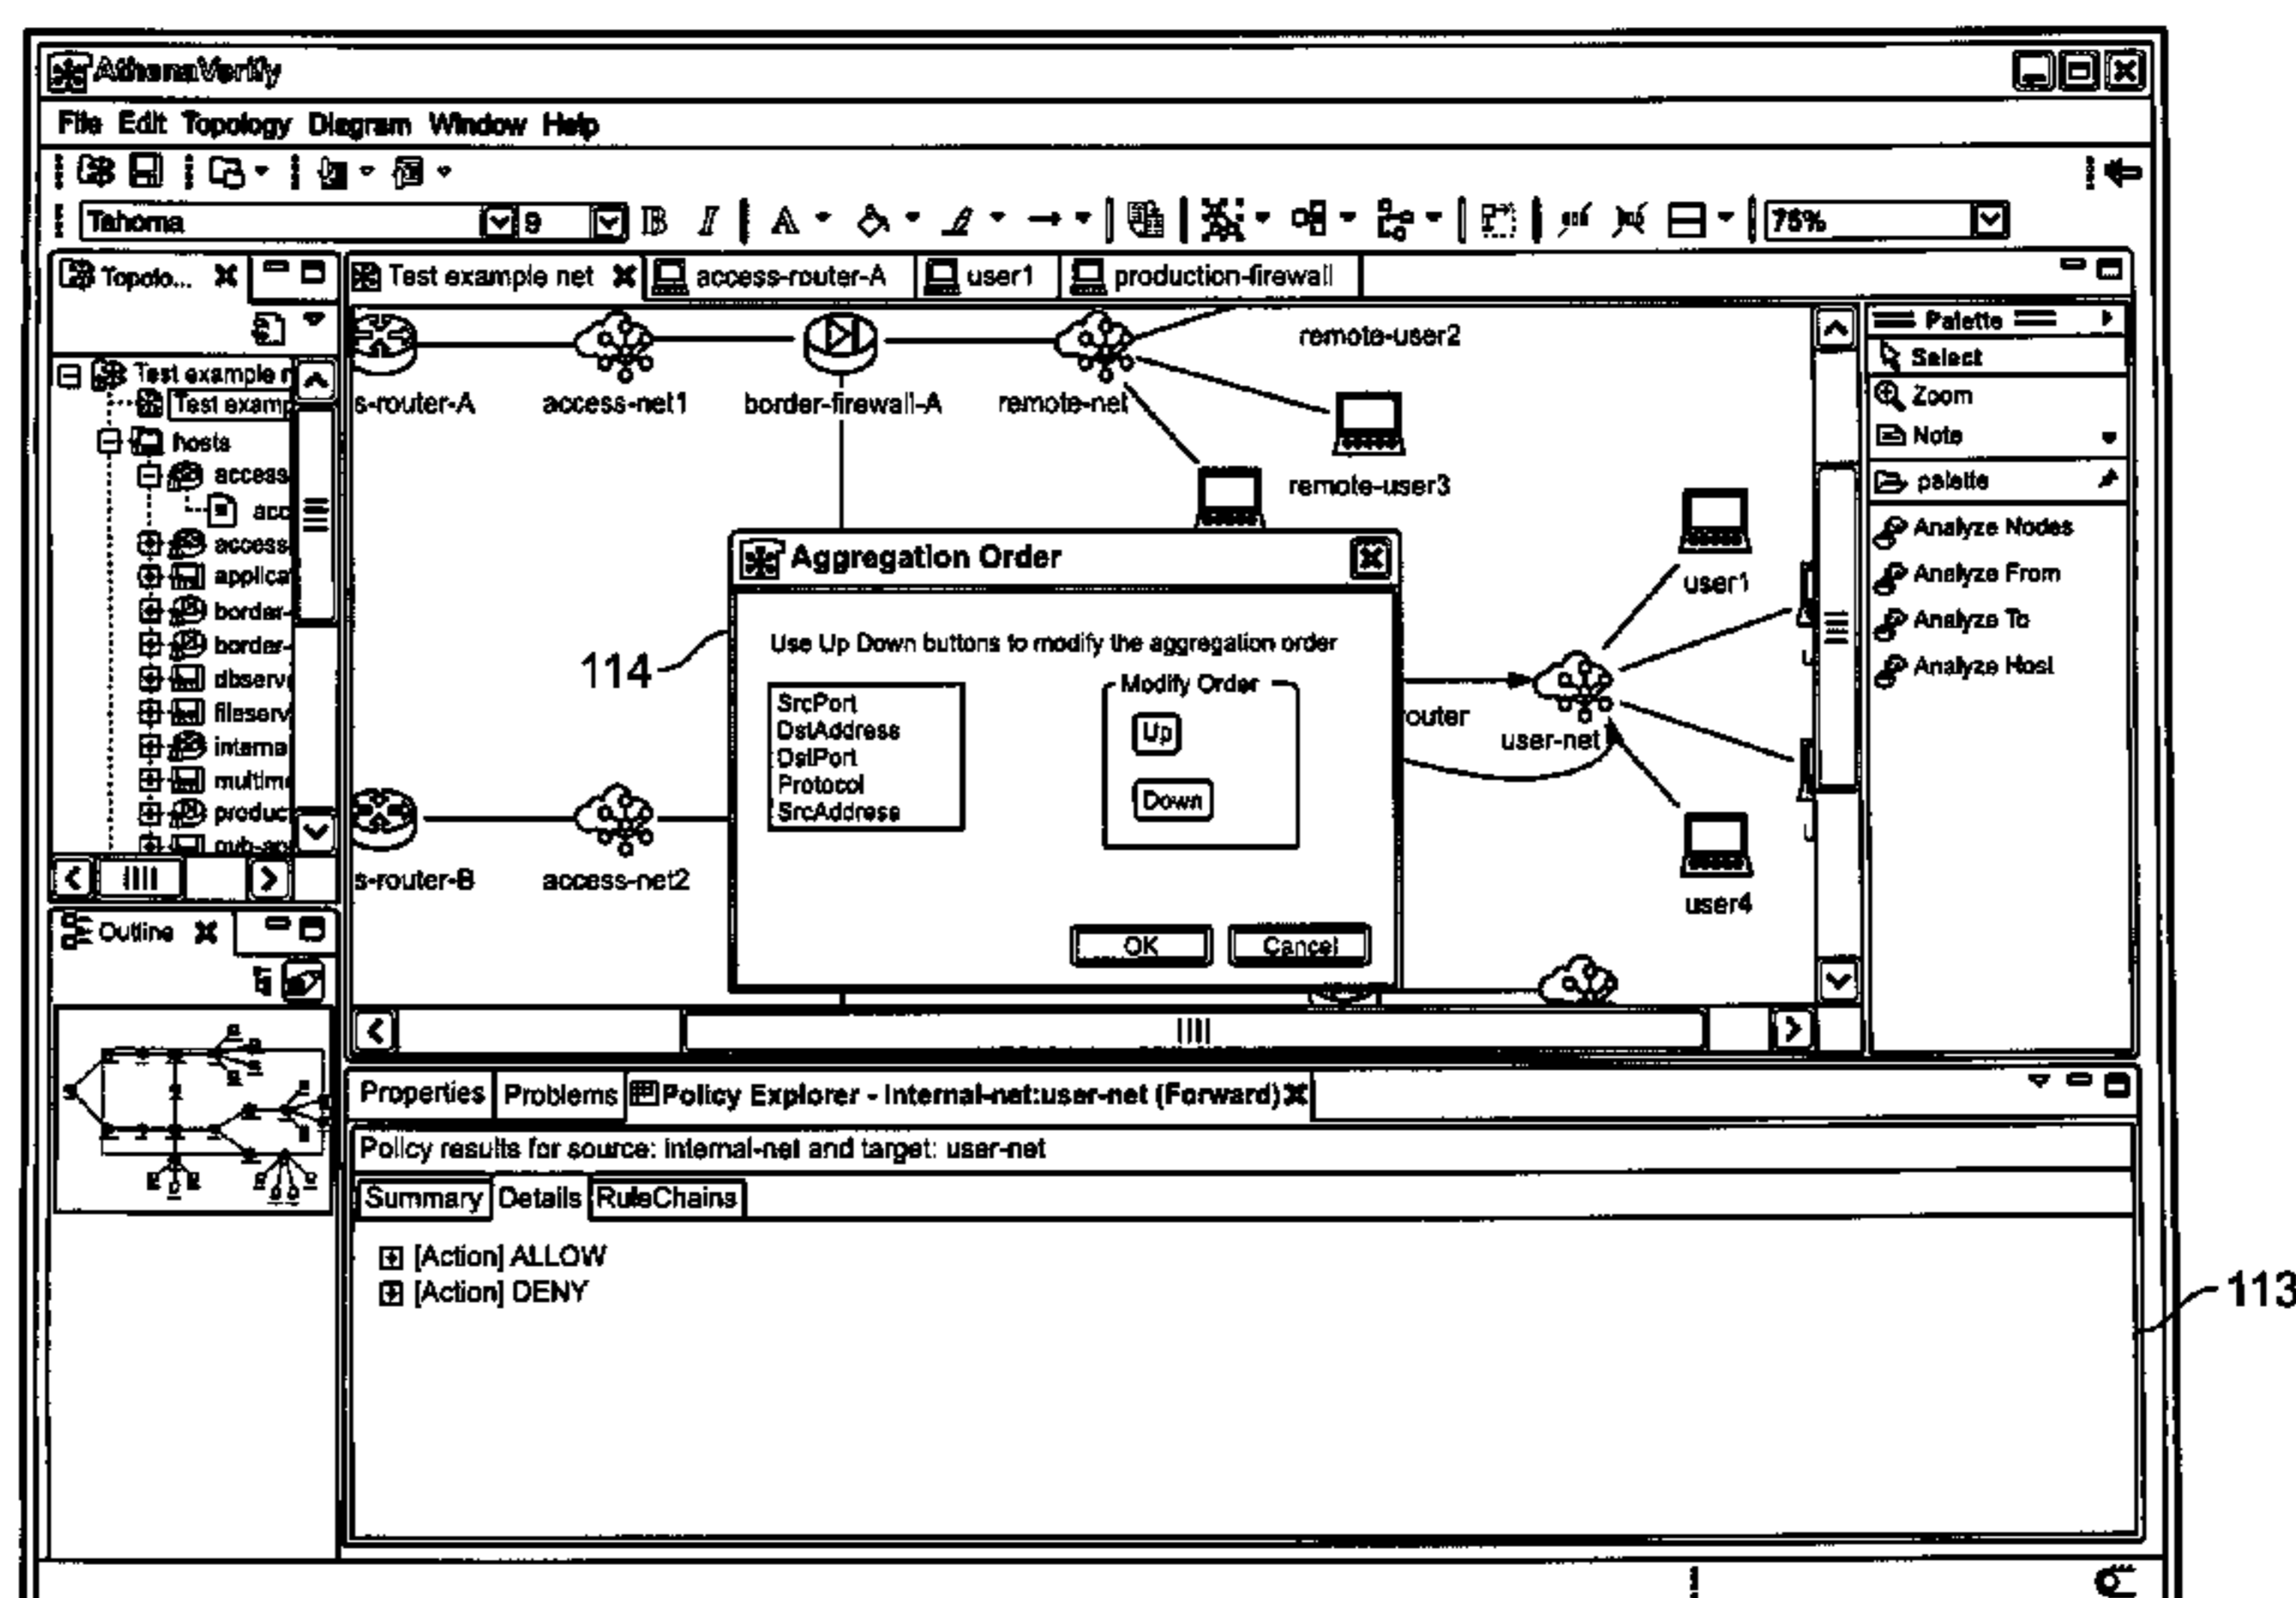 AthenaVerify
File Edit Topology Diagram Window Help
Tahoma 9 B I A 75%
Topolo...
Test example net access-router-A user1 production-firewall
Test example n
Test examp
hosts
access
acc
access
applica
border-
border-
dbserv
fileserv
interna
multim
produc
pub-ap
Outline
remote-user2
s-router-A access-net1 border-firewall-A remote-net
remote-user3
user1
router
user-net
s-router-B access-net2
user4
Aggregation Order
Use Up Down buttons to modify the aggregation order
SrcPort
DstAddress
DstPort
Protocol
SrcAddress
Modify Order
Up
Down
OK Cancel
114
Palette
Select
Zoom
Note
palette
Analyze Nodes
Analyze From
Analyze To
Analyze Host
Properties Problems Policy Explorer - Internal-net:user-net (Forward)
Policy results for source: internal-net and target: user-net
Summary Details RuleChains
[Action] ALLOW
[Action] DENY
113